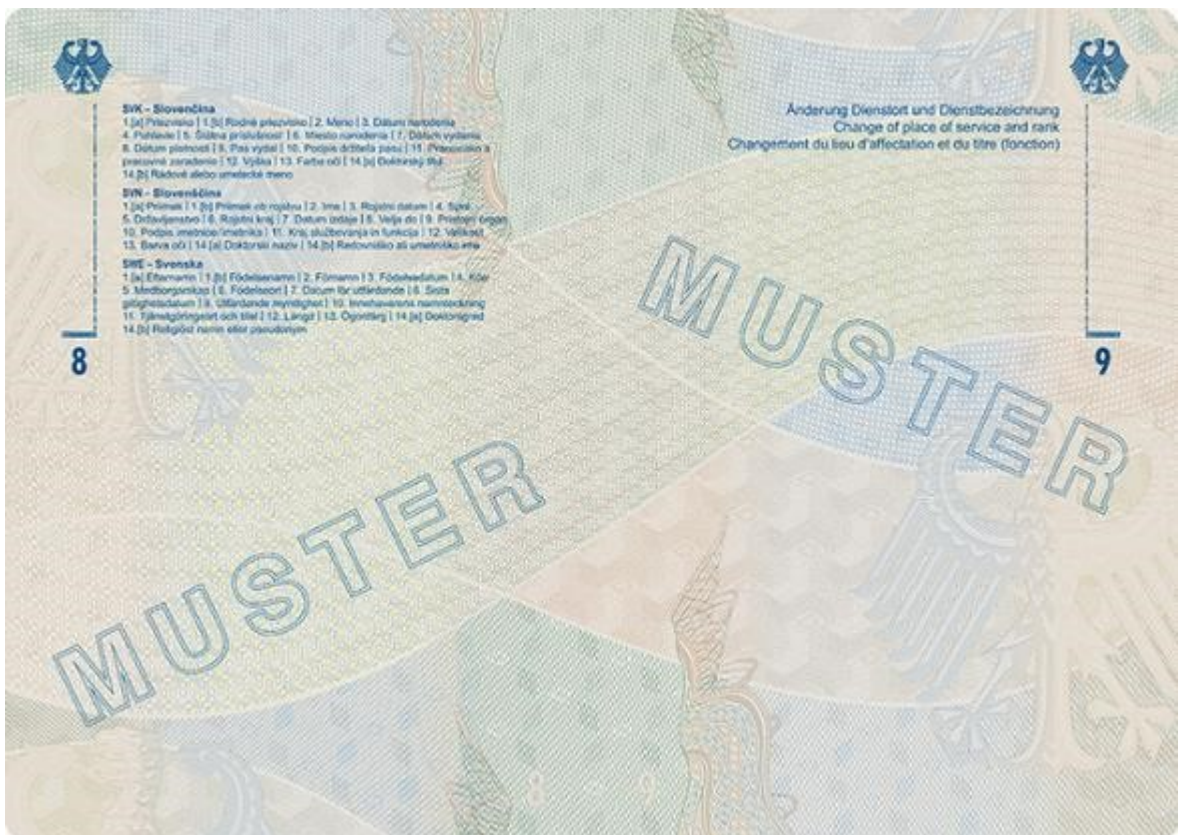 SVK – Slovenčina
1.[a] Priezvisko | 1.[b] Rodné priezvisko | 2. Meno | 3. Dátum narodenia
4. Pohlavie | 5. Štátna príslušnosť | 6. Miesto narodenia | 7. Dátum vydania
8. Dátum platnosti | 9. Pas vydal | 10. Podpis držiteľa pasu | 11. Pracovisko a
pracovné zaradenie | 12. Výška | 13. Farba očí | 14.[a] Doktorský titul
14.[b] Rádové alebo umelecké meno
SVN – Slovenščina
1.[a] Priimek | 1.[b] Priimek ob rojstvu | 2. Ime | 3. Rojstni datum | 4. Spol
5. Državljanstvo | 6. Rojstni kraj | 7. Datum izdaje | 8. Velja do | 9. Pristojni organ
10. Podpis imetnice/imetnika | 11. Kraj službovanja in funkcija | 12. Velikost
13. Barva oči | 14.[a] Doktorski naziv | 14.[b] Redovniško ali umetniško ime
SWE – Svenska
1.[a] Efternamn | 1.[b] Födelsenamn | 2. Förnamn | 3. Födelsedatum | 4. Kön
5. Medborgarskap | 6. Födelseort | 7. Datum för utfärdande | 8. Sista
giltighetsdatum | 9. Utfärdande myndighet | 10. Innehavarens namnteckning
11. Tjänstgöringsort och titel | 12. Längd | 13. Ögonfärg | 14.[a] Doktorsgrad
14.[b] Religiöst namn eller pseudonym
8
Änderung Dienstort und Dienstbezeichnung
Change of place of service and rank
Changement du lieu d'affectation et du titre (fonction)
9
MUSTER
MUSTER
8
9